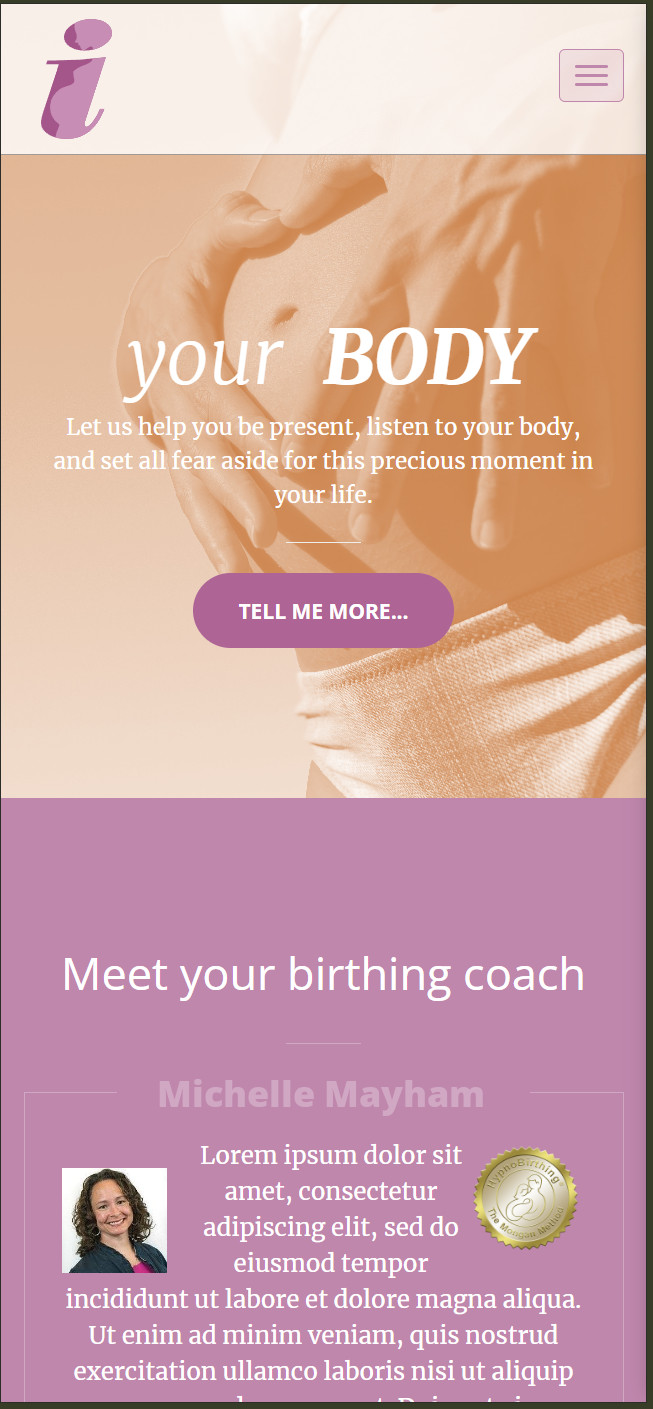 i
your BODY
Let us help you be present, listen to your body,
and set all fear aside for this precious moment in
your life.
TELL ME MORE...
Meet your birthing coach
Michelle Mayham
Lorem ipsum dolor sit
amet, consectetur
adipiscing elit, sed do
eiusmod tempor
HypnoBirthing®
The Mongan Method
incididunt ut labore et dolore magna aliqua.
Ut enim ad minim veniam, quis nostrud
exercitation ullamco laboris nisi ut aliquip